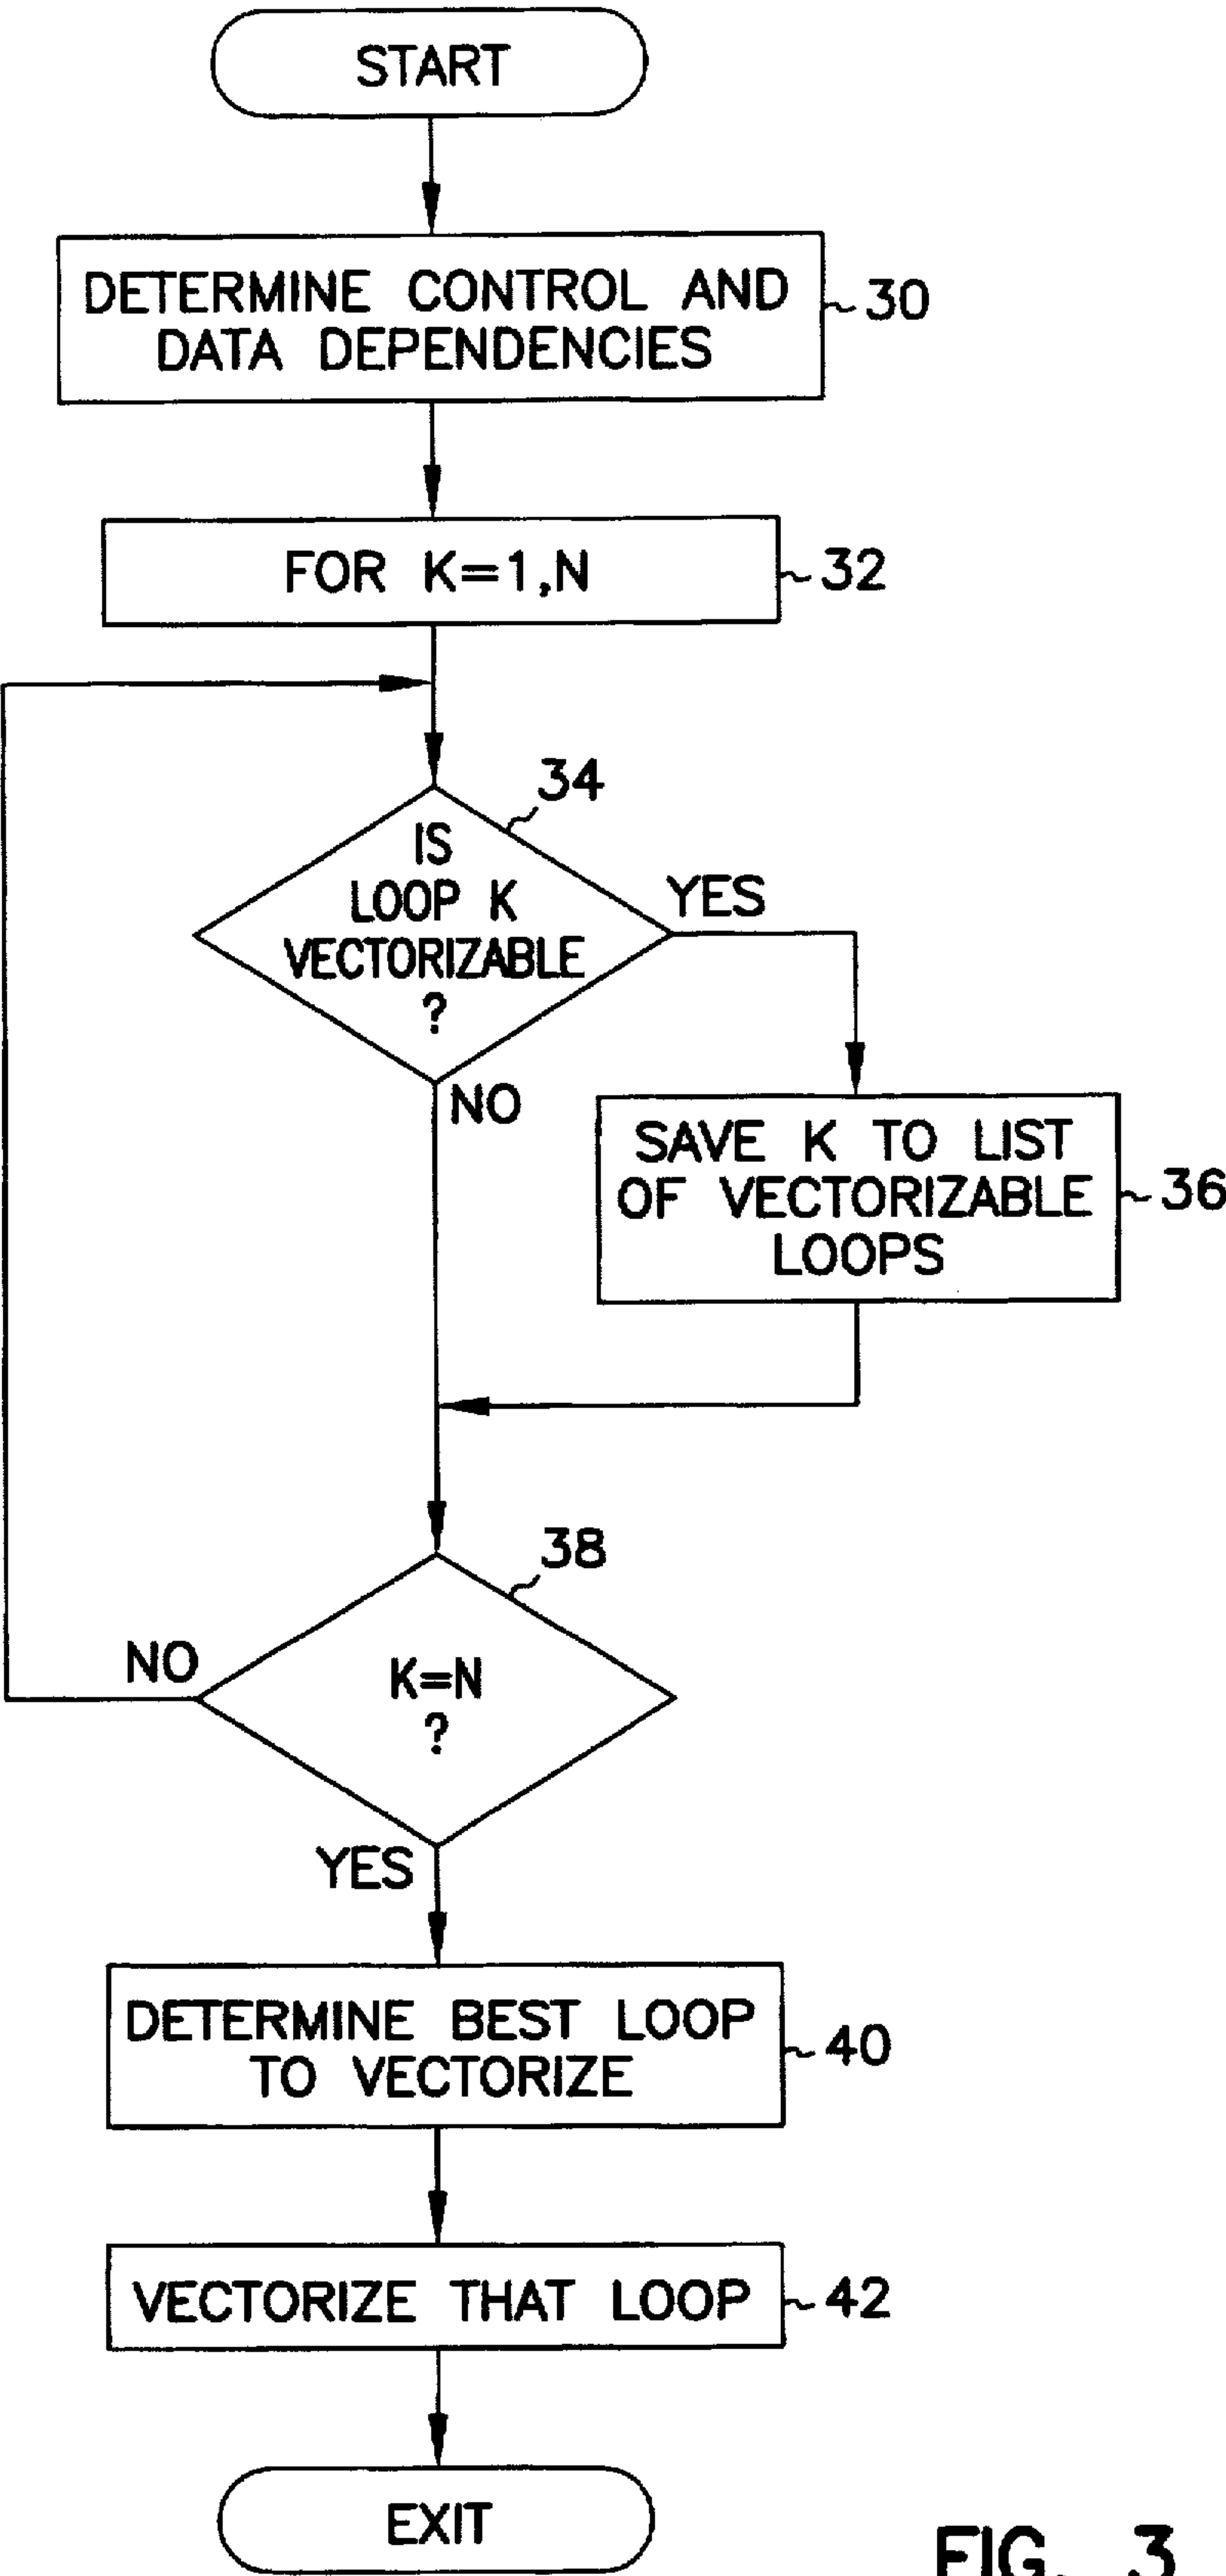 START
DETERMINE CONTROL AND
DATA DEPENDENCIES
30
FOR K=1,N
32
34
IS
LOOP K
VECTORIZABLE
?
YES
NO
SAVE K TO LIST
OF VECTORIZABLE
LOOPS
36
38
K=N
?
NO
YES
DETERMINE BEST LOOP
TO VECTORIZE
40
VECTORIZE THAT LOOP
42
EXIT
FIG. 3